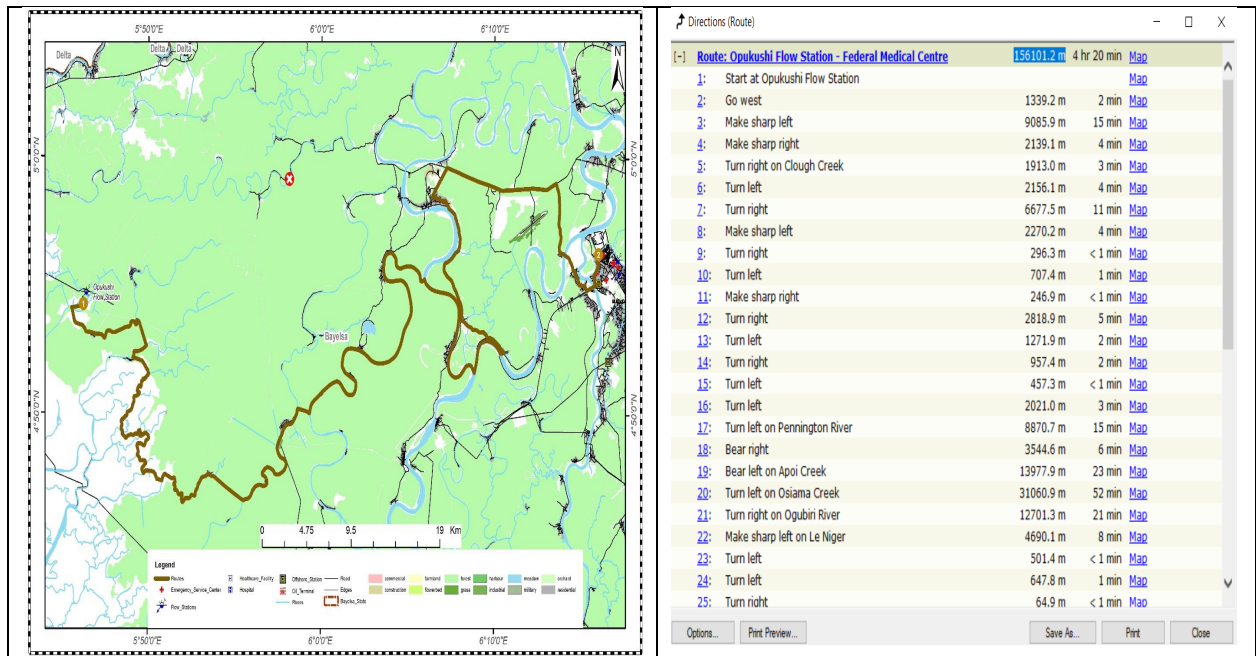 5°50'0"E 6°0'0"E 6°10'0"E
Delta
Delta
Delta
N
5°0'0"N
5°0'0"N
Opukushi
Flow_Station
1
2
Bayelsa
4°50'0"N
4°50'0"N
0 4.75 9.5 19 Km
Legend
Routes
Emergency_Service_Center
Flow_Stations
Healthcare_Facility
Hospital
Offshore_Station
Oil_Terminal
Rivers
Road
Edges
Bayelsa_State
commercial
construction
farmland
flowerbed
forest
grass
harbour
industrial
meadow
military
orchard
residential
5°50'0"E 6°0'0"E 6°10'0"E
Directions (Route)
[-] Route: Opukushi Flow Station - Federal Medical Centre 156101.2 m 4 hr 20 min Map
1: Start at Opukushi Flow Station Map
2: Go west 1339.2 m 2 min Map
3: Make sharp left 9085.9 m 15 min Map
4: Make sharp right 2139.1 m 4 min Map
5: Turn right on Clough Creek 1913.0 m 3 min Map
6: Turn left 2156.1 m 4 min Map
7: Turn right 6677.5 m 11 min Map
8: Make sharp left 2270.2 m 4 min Map
9: Turn right 296.3 m < 1 min Map
10: Turn left 707.4 m 1 min Map
11: Make sharp right 246.9 m < 1 min Map
12: Turn right 2818.9 m 5 min Map
13: Turn left 1271.9 m 2 min Map
14: Turn right 957.4 m 2 min Map
15: Turn left 457.3 m < 1 min Map
16: Turn left 2021.0 m 3 min Map
17: Turn left on Pennington River 8870.7 m 15 min Map
18: Bear right 3544.6 m 6 min Map
19: Bear left on Apoi Creek 13977.9 m 23 min Map
20: Turn left on Osiama Creek 31060.9 m 52 min Map
21: Turn right on Ogubiri River 12701.3 m 21 min Map
22: Make sharp left on Le Niger 4690.1 m 8 min Map
23: Turn left 501.4 m < 1 min Map
24: Turn left 647.8 m 1 min Map
25: Turn right 64.9 m < 1 min Map
Options... Print Preview... Save As... Print Close